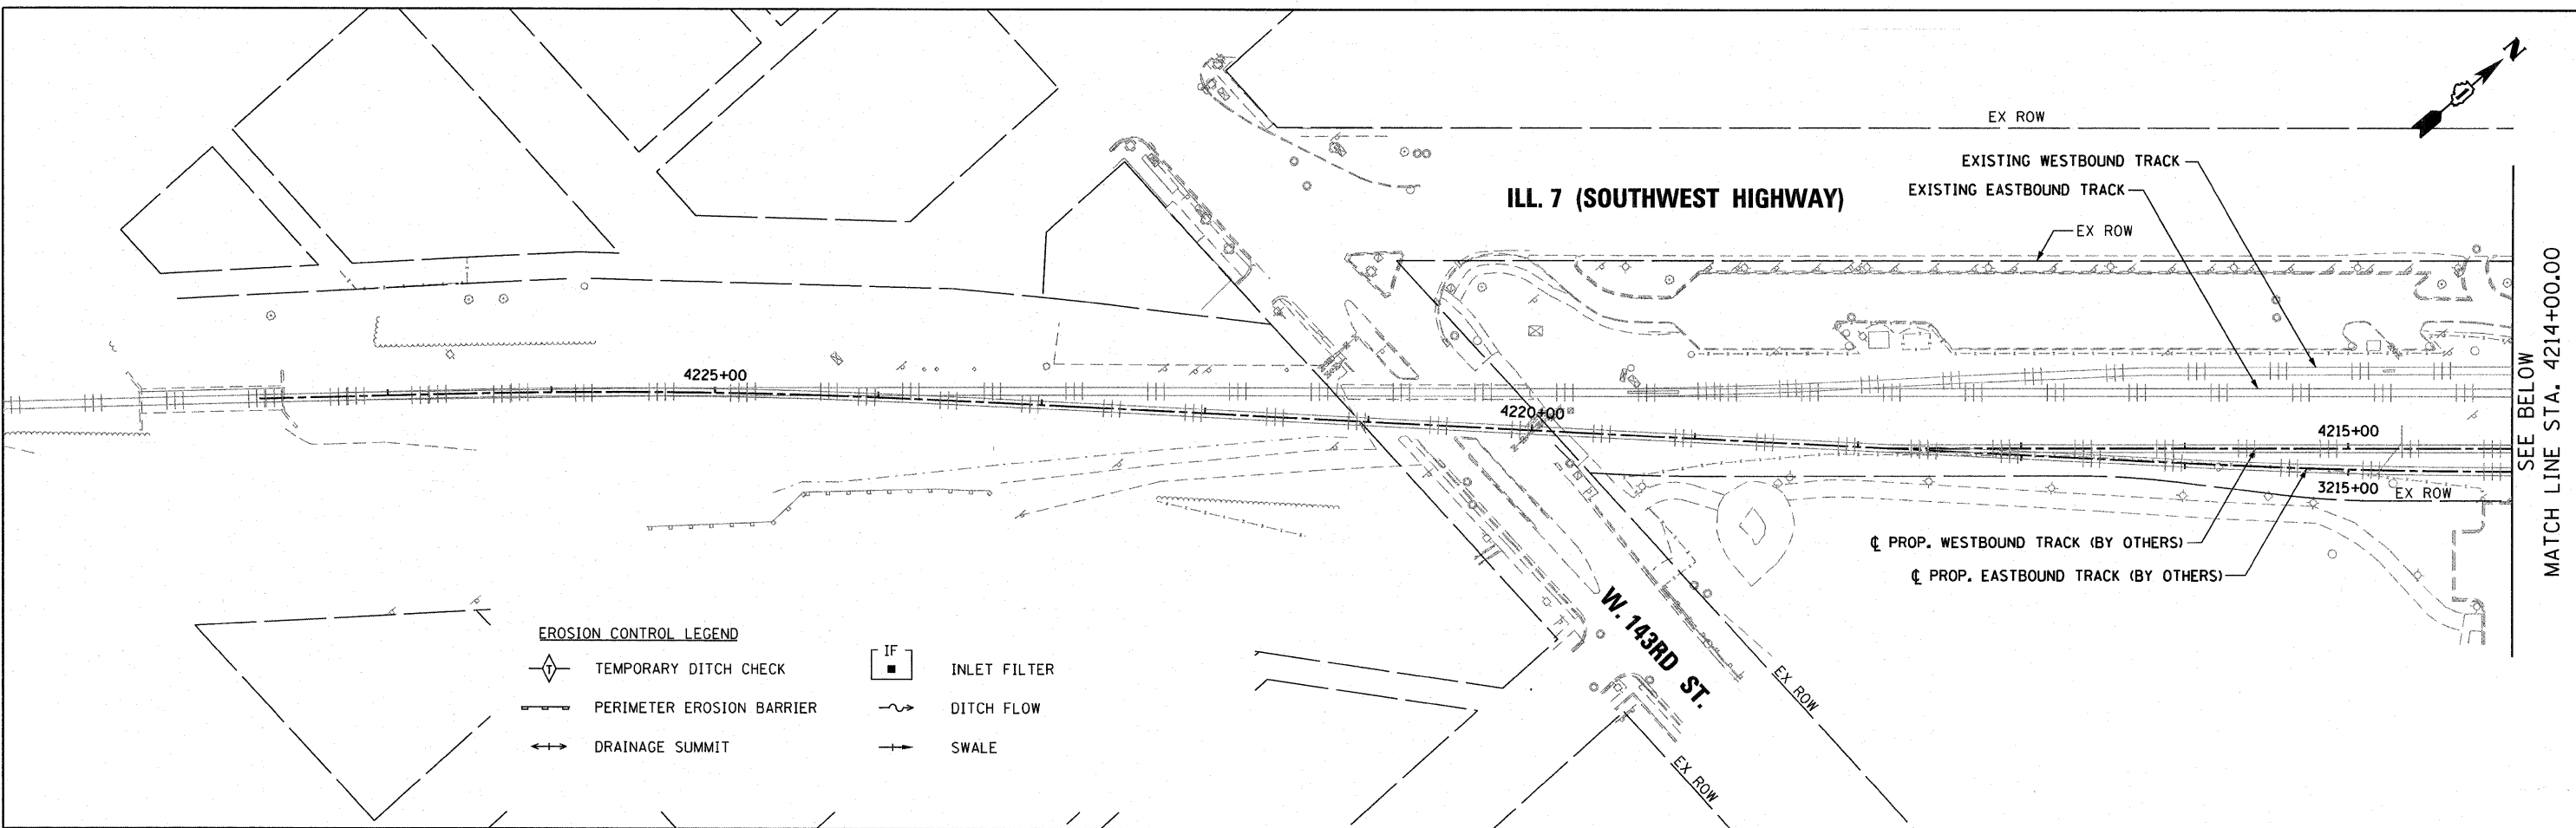 N
EX ROW
EXISTING WESTBOUND TRACK
EXISTING EASTBOUND TRACK
ILL. 7 (SOUTHWEST HIGHWAY)
EX ROW
SEE BELOW
MATCH LINE STA. 4214+00.00
4225+00
4220+00
4215+00
3215+00
EX ROW
℄ PROP. WESTBOUND TRACK (BY OTHERS)
℄ PROP. EASTBOUND TRACK (BY OTHERS)
W. 143RD ST.
EX ROW
EX ROW
EROSION CONTROL LEGEND
T TEMPORARY DITCH CHECK
PERIMETER EROSION BARRIER
DRAINAGE SUMMIT
IF INLET FILTER
DITCH FLOW
SWALE